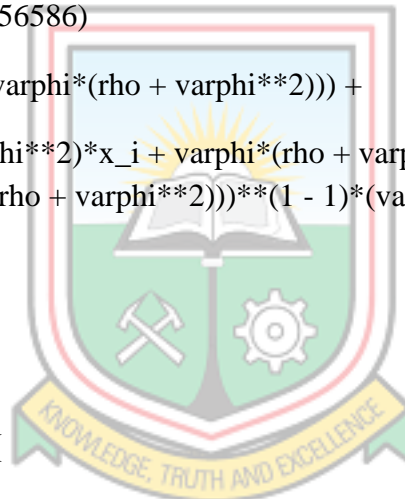 56586)
varphi*(rho + varphi**2))) +
hi**2)*x_i + varphi*(rho + varp
rho + varphi**2)))**(1 - 1)*(va
KNOWLEDGE, TRUTH AND EXCELLENCE